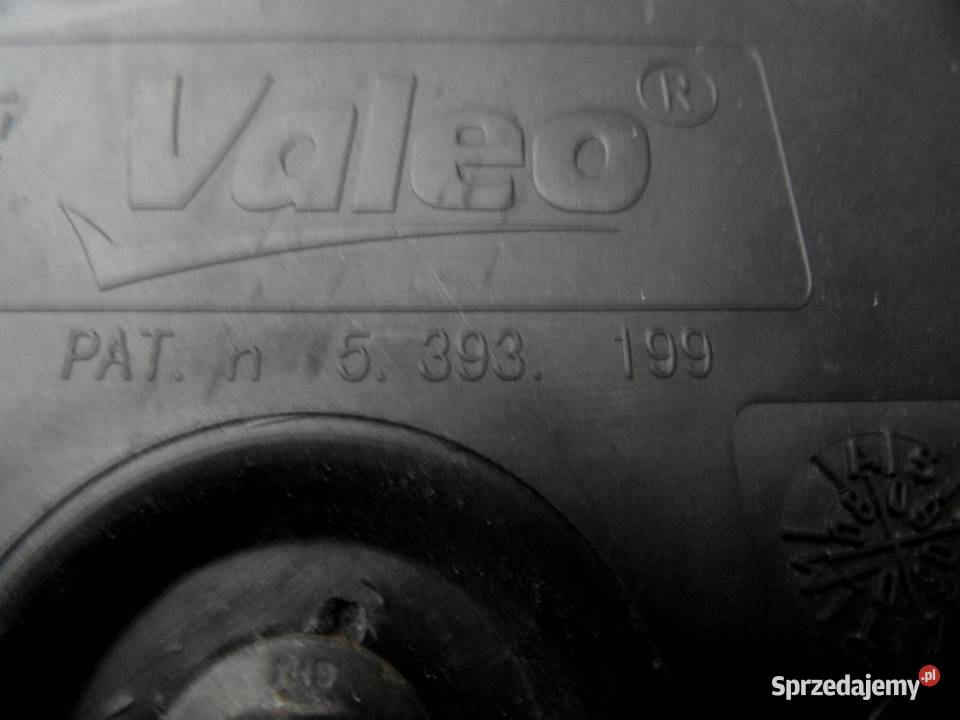 Valeo®
PAT. n 5. 393. 199
Sprzedajemy.pl